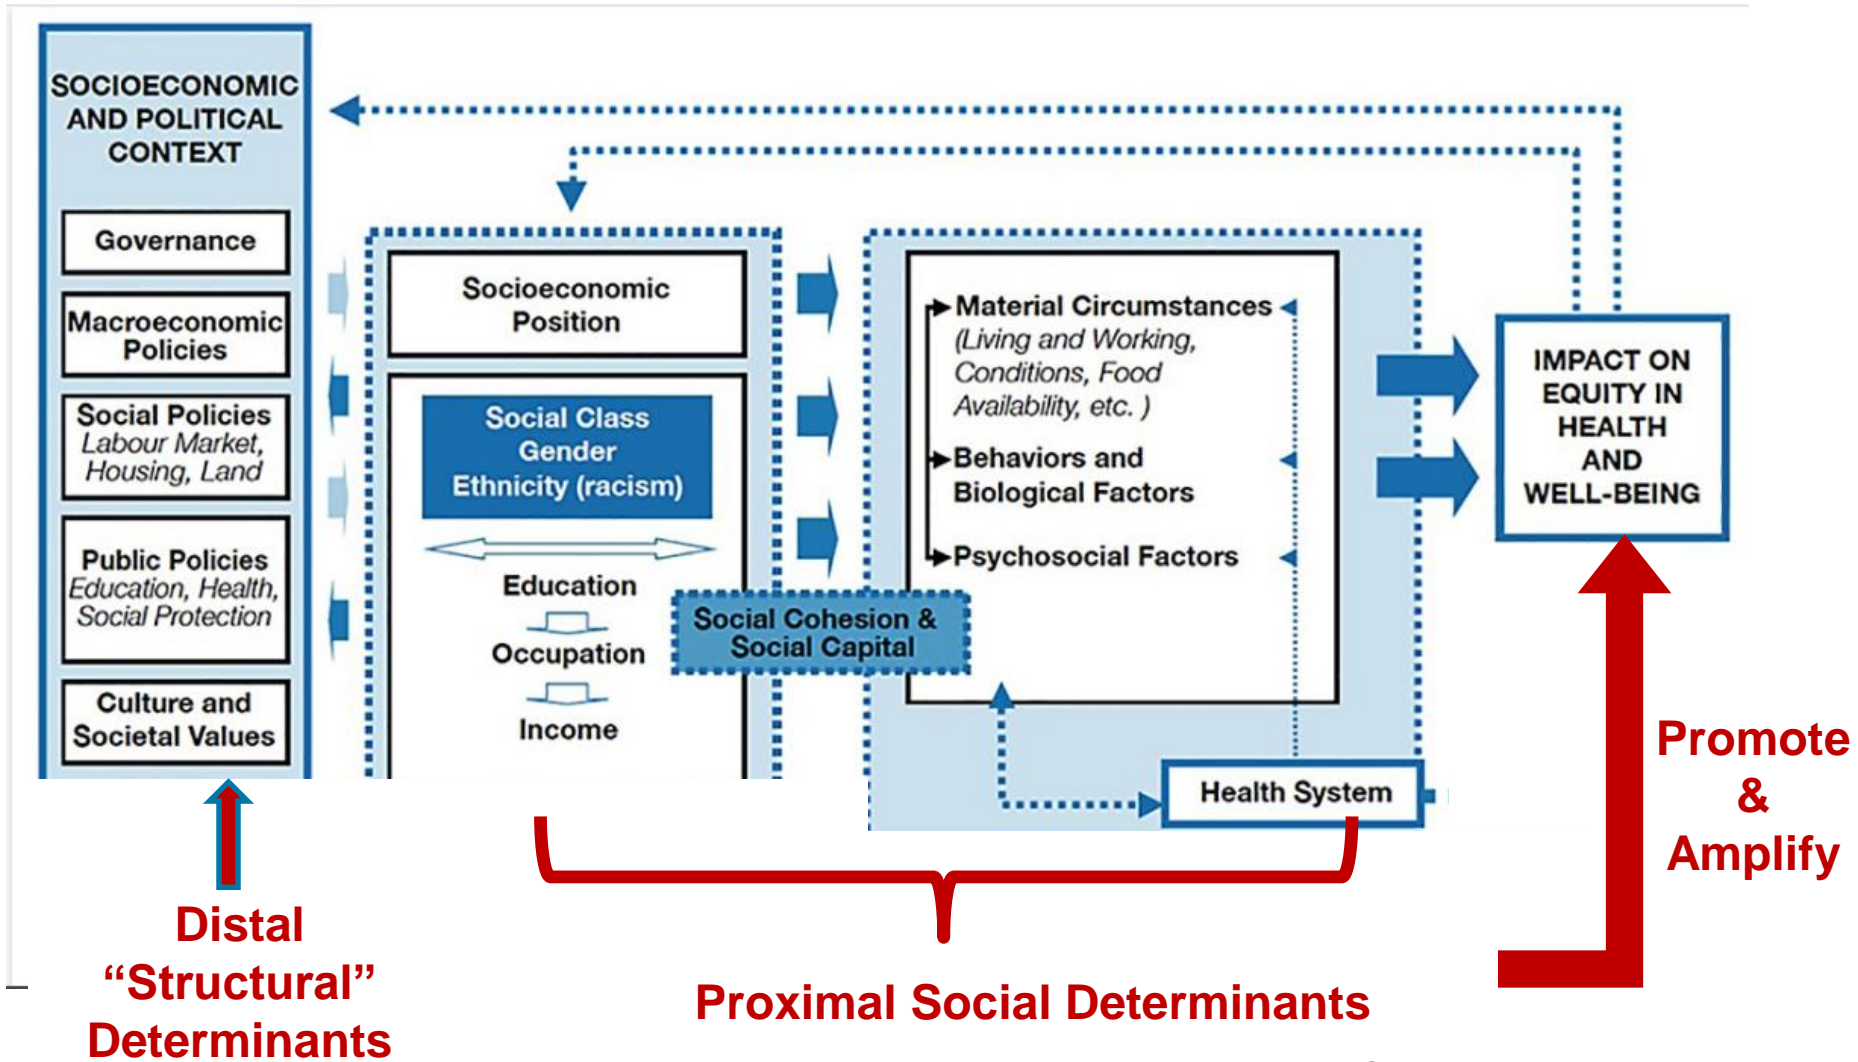 SOCIOECONOMIC
AND POLITICAL
CONTEXT
Governance
Macroeconomic
Policies
Social Policies
Labour Market,
Housing, Land
Public Policies
Education, Health,
Social Protection
Culture and
Societal Values
Socioeconomic
Position
Social Class
Gender
Ethnicity (racism)
Education
Occupation
Income
Social Cohesion &
Social Capital
Material Circumstances
(Living and Working,
Conditions, Food
Availability, etc. )
Behaviors and
Biological Factors
Psychosocial Factors
Health System
IMPACT ON
EQUITY IN
HEALTH
AND
WELL-BEING
Promote
&
Amplify
Distal
“Structural”
Determinants
Proximal Social Determinants